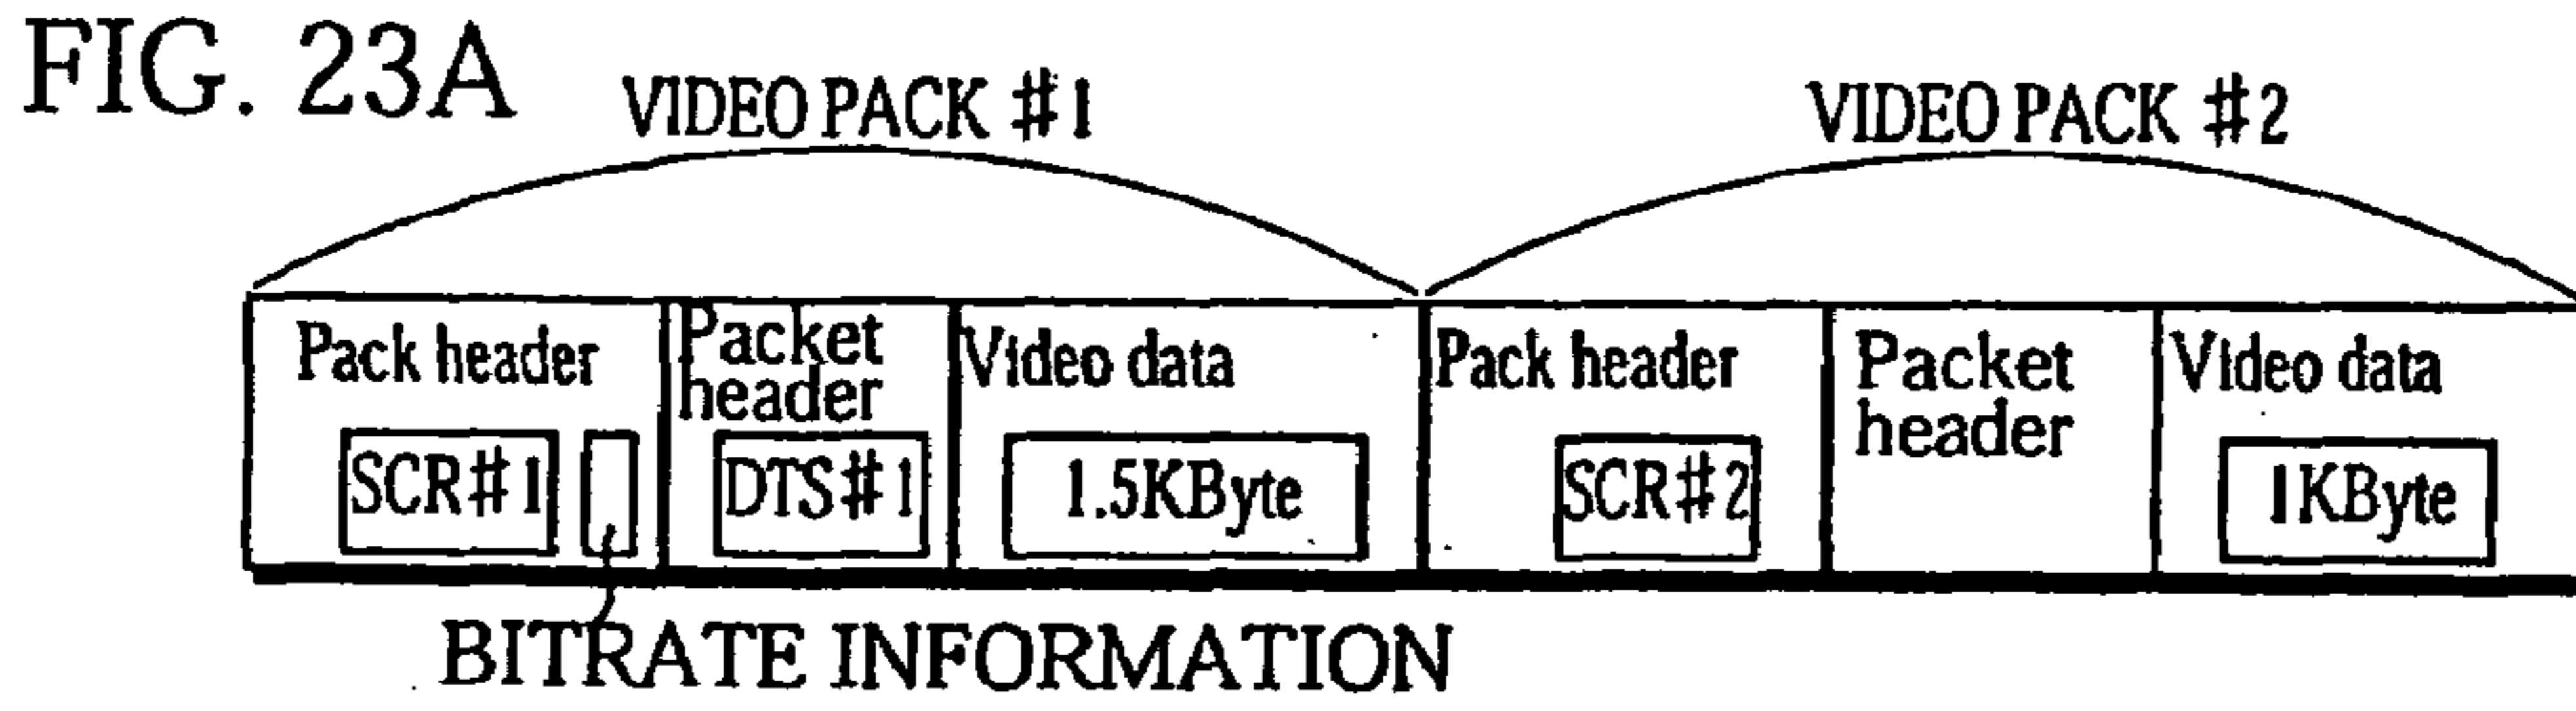 FIG. 23A
VIDEO PACK #1
VIDEO PACK #2
Pack header
SCR#1
Packet
header
DTS#1
Video data
1.5KByte
Pack header
SCR#2
Packet
header
Video data
1KByte
BITRATE INFORMATION